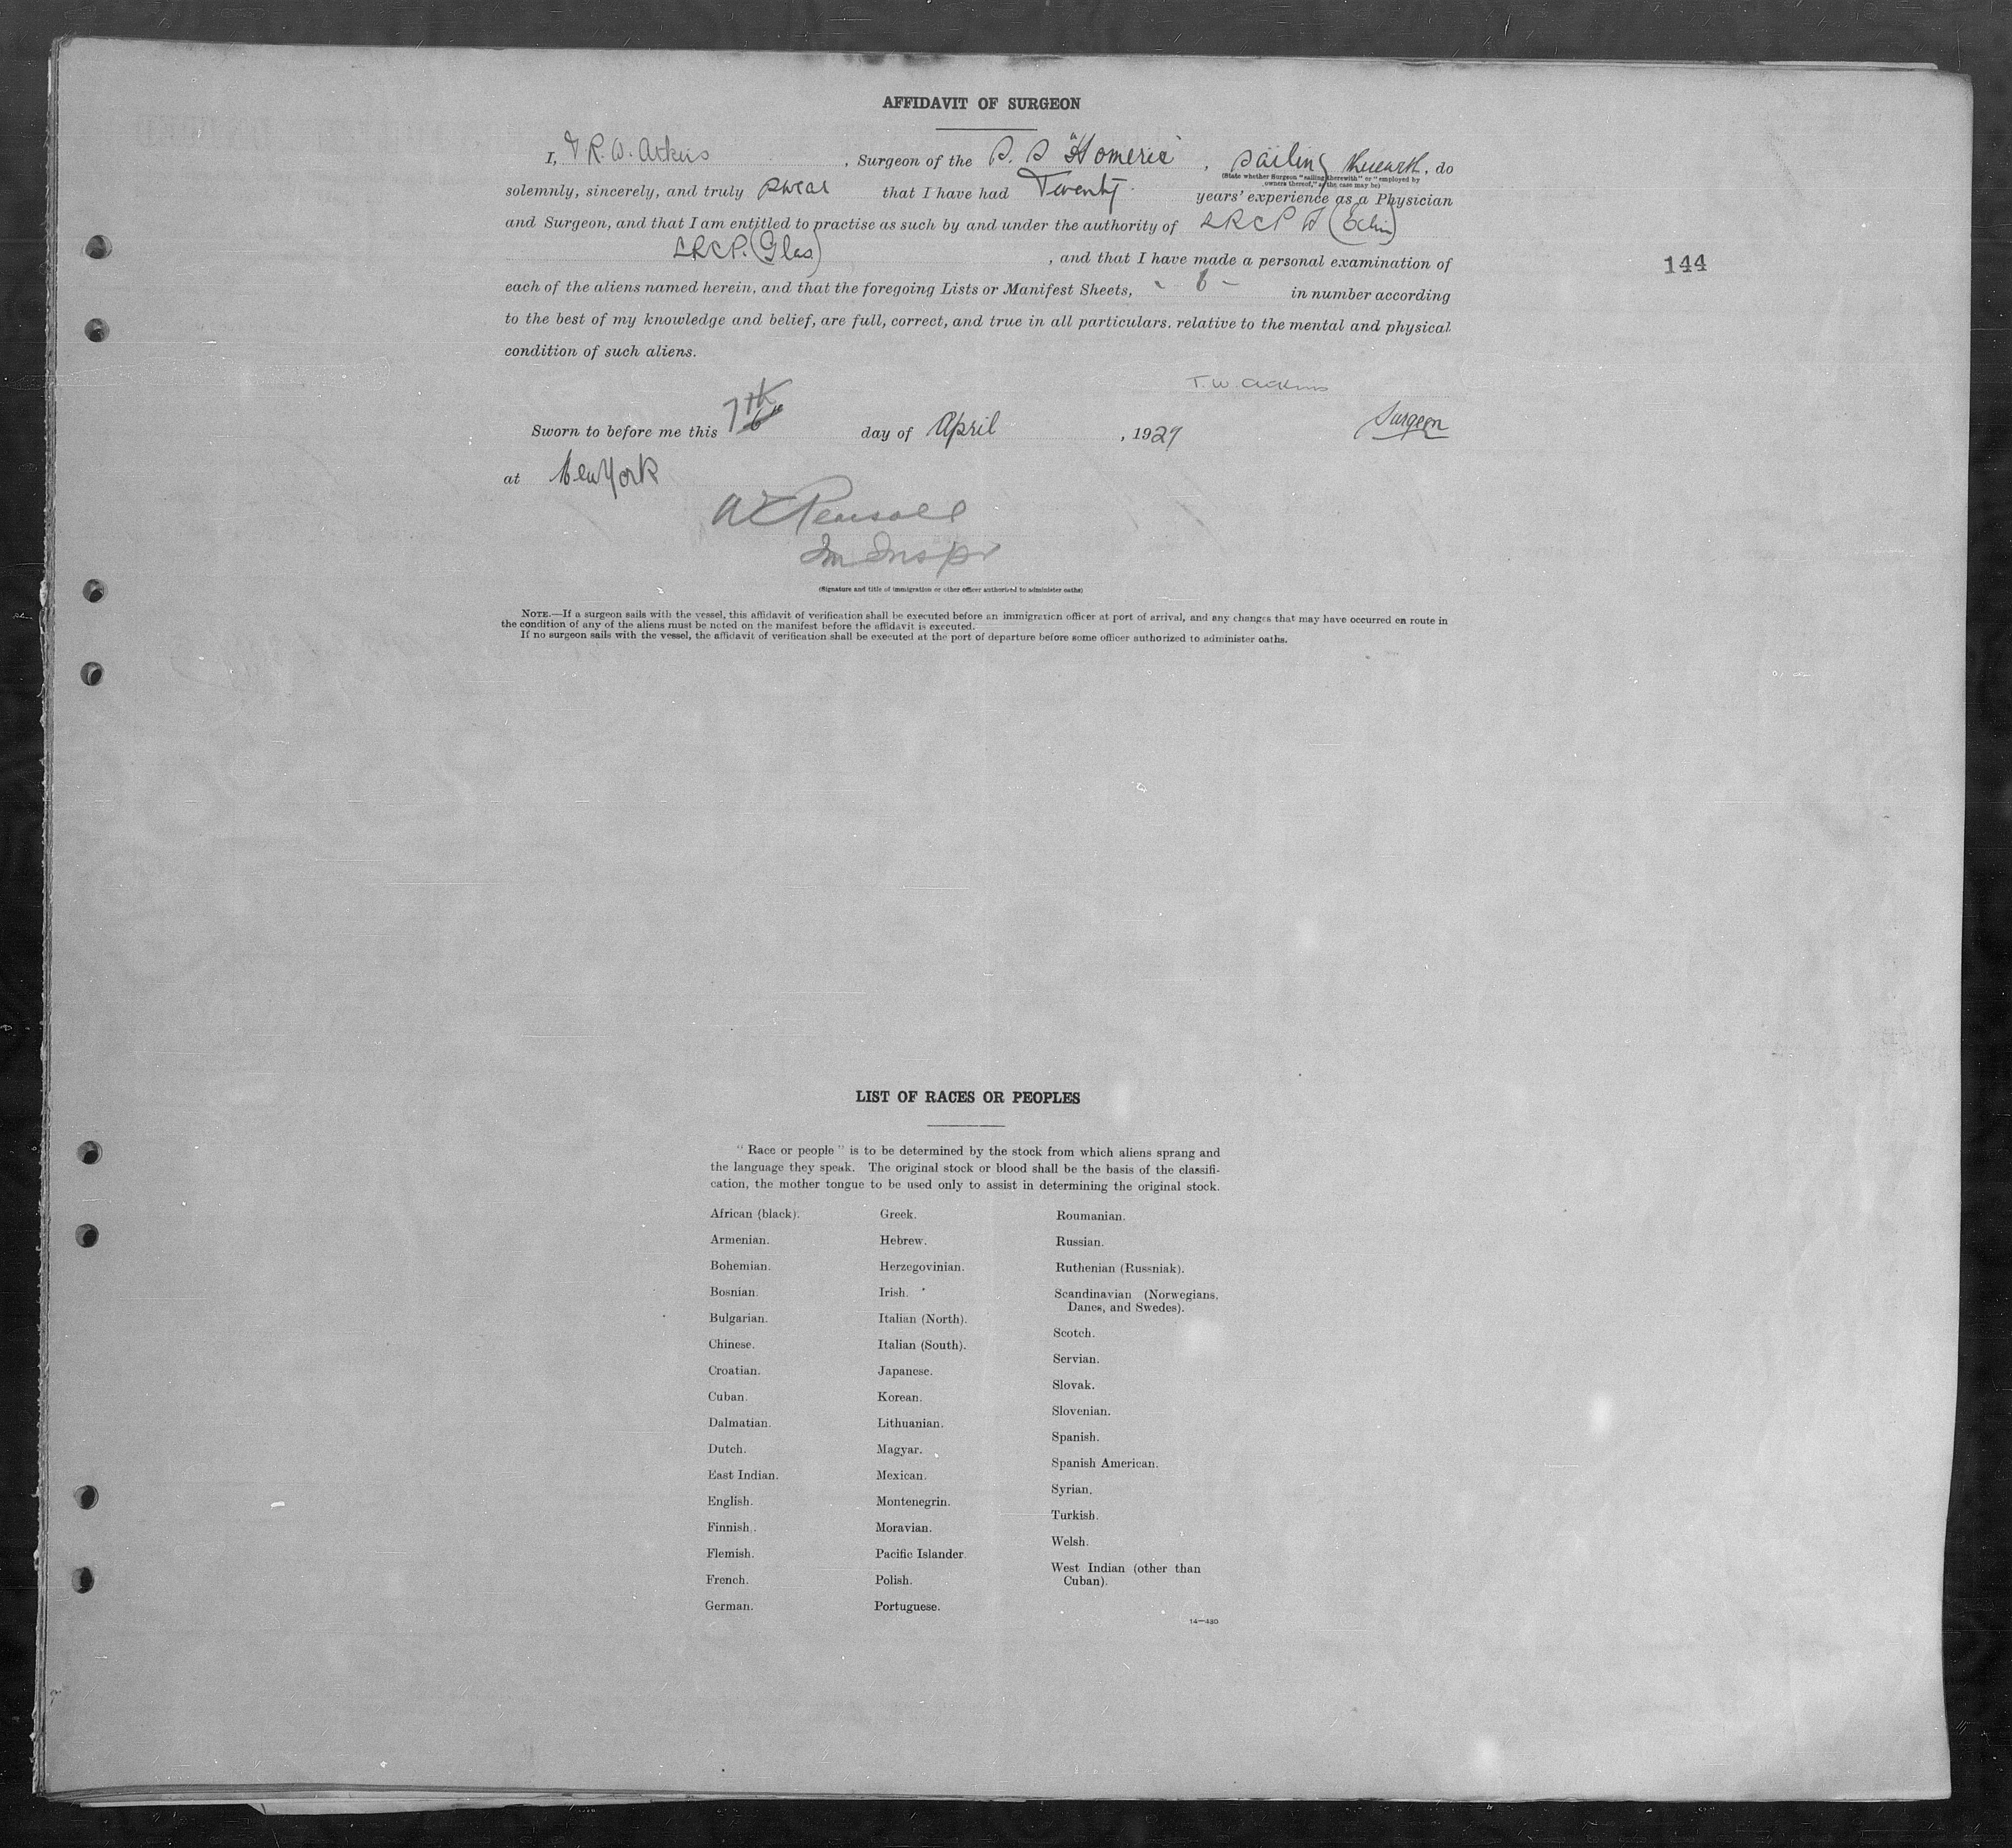 AFFIDAVIT OF SURGEON
I, R. W. Atkins, Surgeon of the S. S "Homeric", sailing therewith, do
(State whether Surgeon "sailing therewith" or "employed by
owners thereof," as the case may be)
solemnly, sincerely, and truly swear that I have had Twenty years' experience as a Physician
and Surgeon, and that I am entitled to practise as such by and under the authority of LRCP S (Edin)
LRCP. (Glas), and that I have made a personal examination of
144
each of the aliens named herein, and that the foregoing Lists or Manifest Sheets, - 6 - in number according
to the best of my knowledge and belief, are full, correct, and true in all particulars. relative to the mental and physical
condition of such aliens.
T. W. Atkins
Surgeon
Sworn to before me this 7th day of April, 1927
at New York
Pearsall
Im Inspr
(Signature and title of immigration or other officer authorized to administer oaths)
NOTE.—If a surgeon sails with the vessel, this affidavit of verification shall be executed before an immigration officer at port of arrival, and any changes that may have occurred en route in
the condition of any of the aliens must be noted on the manifest before the affidavit is executed.
If no surgeon sails with the vessel, the affidavit of verification shall be executed at the port of departure before some officer authorized to administer oaths.
LIST OF RACES OR PEOPLES
"Race or people" is to be determined by the stock from which aliens sprang and
the language they speak. The original stock or blood shall be the basis of the classifi-
cation, the mother tongue to be used only to assist in determining the original stock.
African (black).
Armenian.
Bohemian.
Bosnian.
Bulgarian.
Chinese.
Croatian.
Cuban.
Dalmatian.
Dutch.
East Indian.
English.
Finnish.
Flemish.
French.
German.
Greek.
Hebrew.
Herzegovinian.
Irish.
Italian (North).
Italian (South).
Japanese.
Korean.
Lithuanian.
Magyar.
Mexican.
Montenegrin.
Moravian.
Pacific Islander.
Polish.
Portuguese.
Roumanian.
Russian.
Ruthenian (Russniak).
Scandinavian (Norwegians,
Danes, and Swedes).
Scotch.
Servian.
Slovak.
Slovenian.
Spanish.
Spanish American.
Syrian.
Turkish.
Welsh.
West Indian (other than
Cuban).
14—430